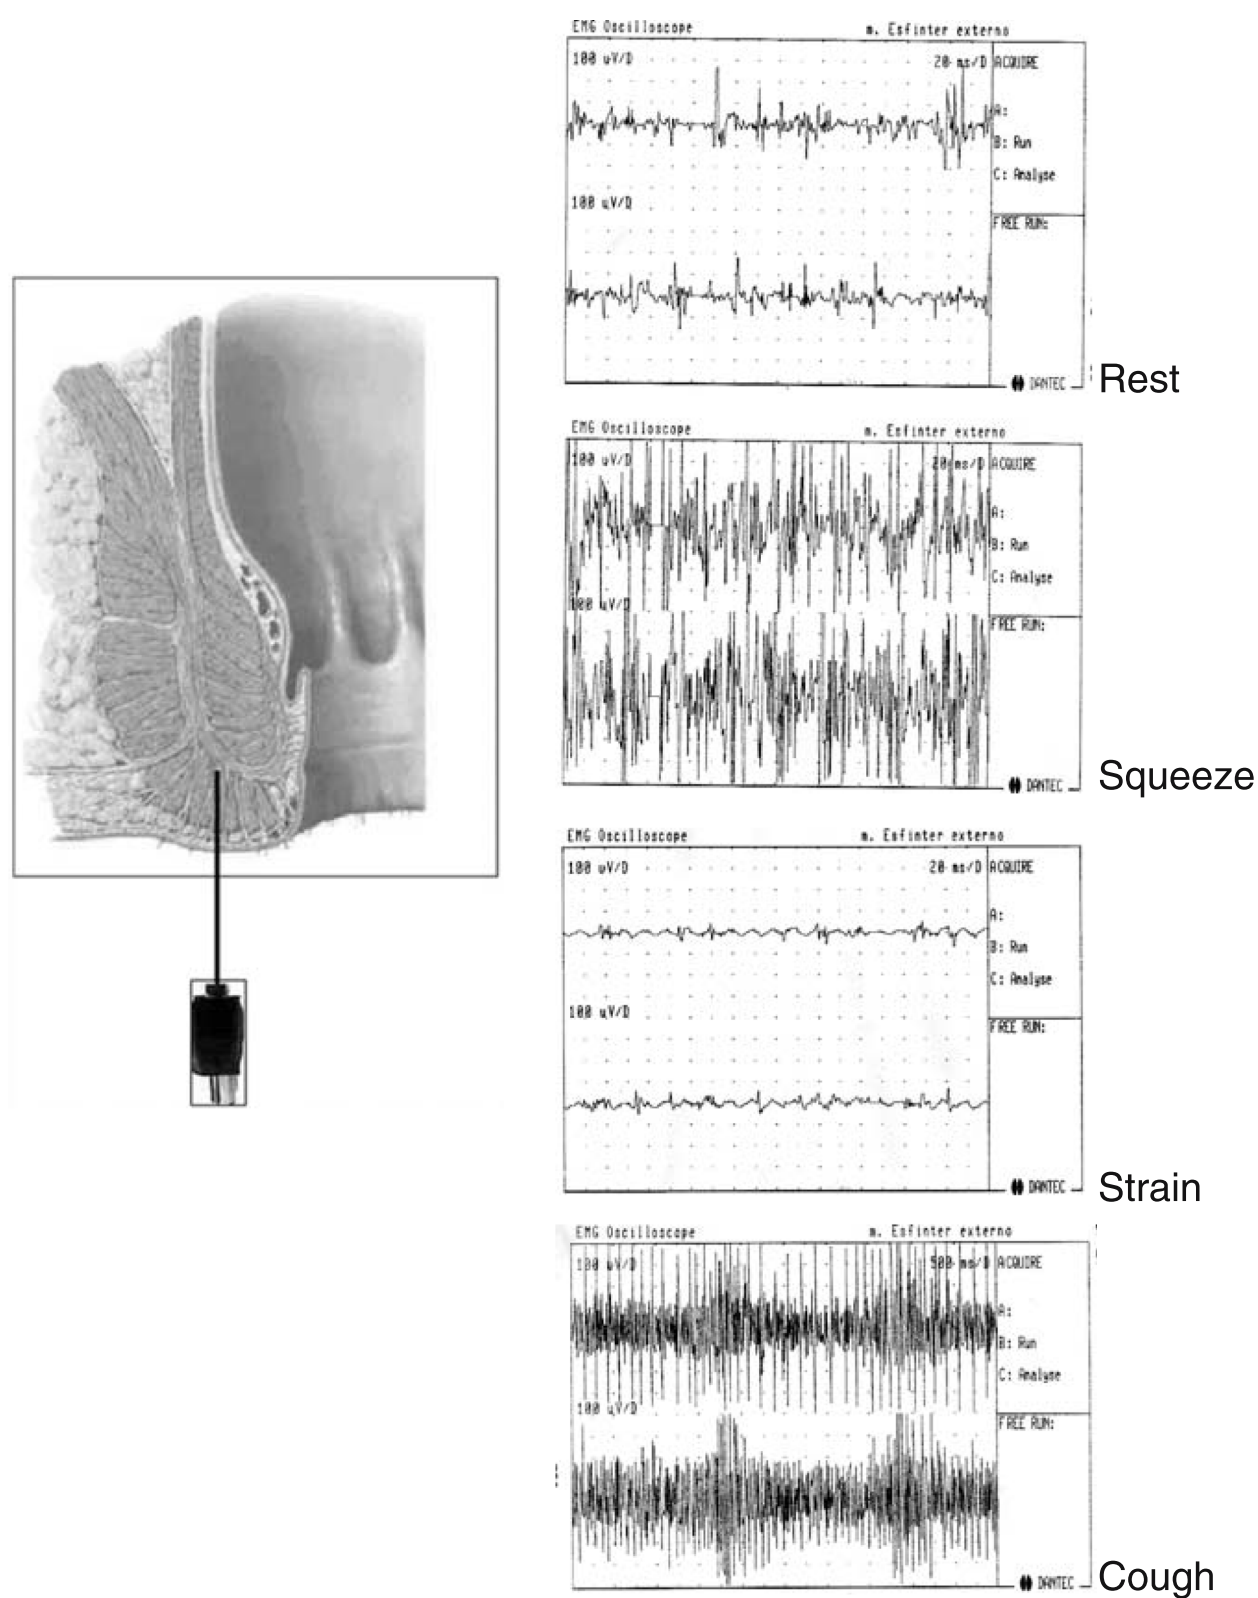 EMG Oscilloscope m. Esfinter externo
100 uV/D 20 ms/D ACQUIRE
A:
B: Run
C: Analyse
100 uV/D
FREE RUN:
DANTEC
Rest
EMG Oscilloscope m. Esfinter externo
100 uV/D 20 ms/D ACQUIRE
A:
B: Run
C: Analyse
100 uV/D
FREE RUN:
DANTEC
Squeeze
EMG Oscilloscope m. Esfinter externo
100 uV/D 20 ms/D ACQUIRE
A:
B: Run
C: Analyse
100 uV/D
FREE RUN:
DANTEC
Strain
EMG Oscilloscope m. Esfinter externo
100 uV/D 500 ms/D ACQUIRE
A:
B: Run
C: Analyse
100 uV/D
FREE RUN:
DANTEC
Cough